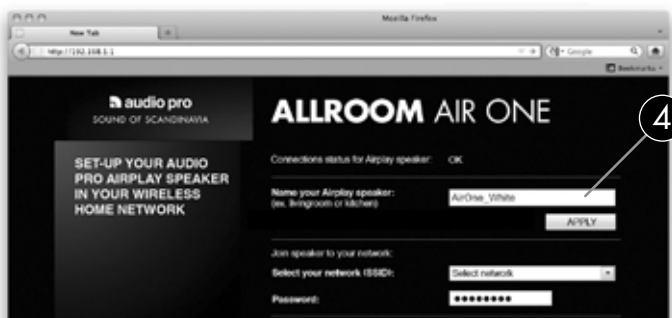 Mozilla Firefox
New Tab
+
http://192.168.1.1
Google
Bookmarks
audio pro
SOUND OF SCANDINAVIA
ALLROOM AIR ONE
4
SET-UP YOUR AUDIO
PRO AIRPLAY SPEAKER
IN YOUR WIRELESS
HOME NETWORK
Connections status for Airplay speaker: OK
Name your Airplay speaker:
(ex. livingroom or kitchen)
AirOne_White
APPLY
Join speaker to your network:
Select your network (SSID): Select network
Password: ●●●●●●●●